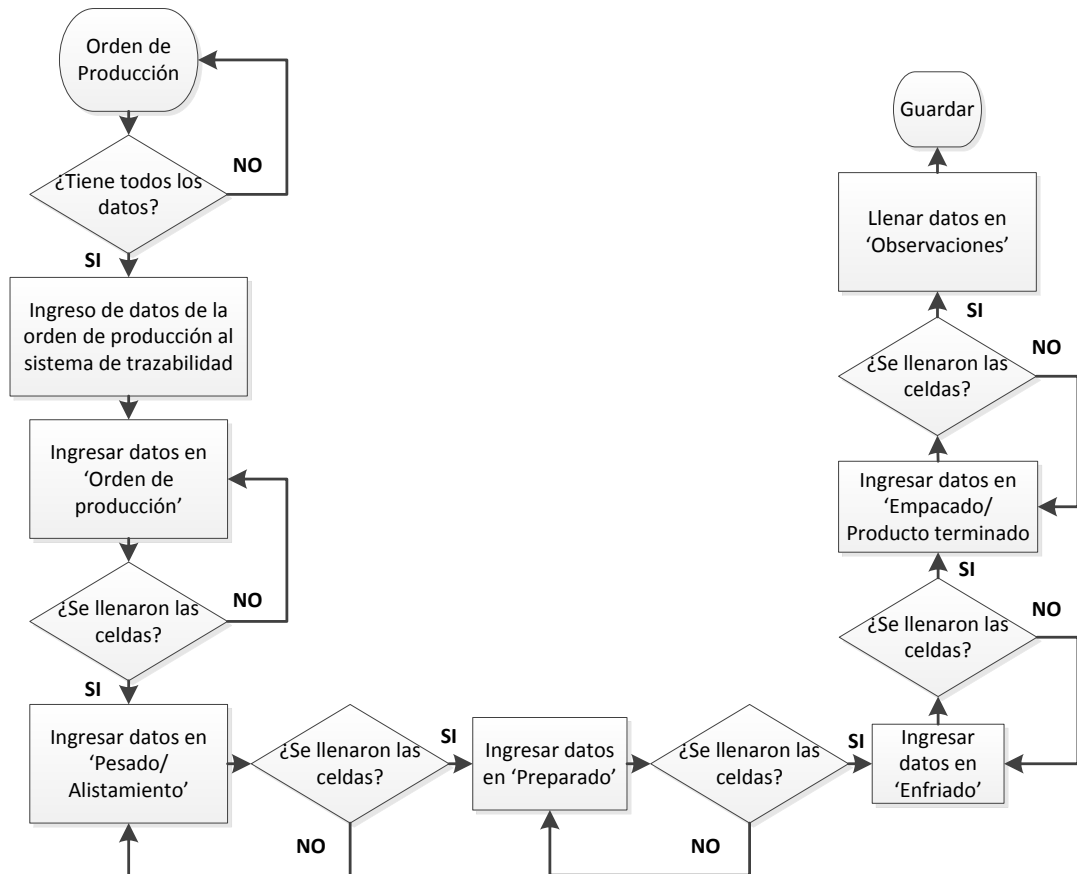 Orden de
Producción
¿Tiene todos los
datos?
NO
SI
Ingreso de datos de la
orden de producción al
sistema de trazabilidad
Ingresar datos en
‘Orden de
producción’
¿Se llenaron las
celdas?
NO
SI
Ingresar datos en
‘Pesado/
Alistamiento’
¿Se llenaron las
celdas?
NO
SI
Ingresar datos
en ‘Preparado’
¿Se llenaron las
celdas?
NO
SI
Ingresar
datos en
‘Enfriado’
¿Se llenaron las
celdas?
NO
SI
Ingresar datos en
‘Empacado/
Producto terminado
¿Se llenaron las
celdas?
NO
SI
Llenar datos en
‘Observaciones’
Guardar